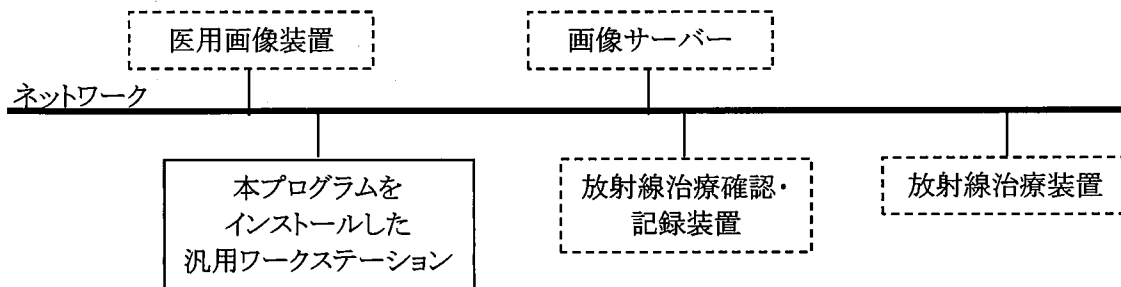 医用画像装置
画像サーバー
ネットワーク
本プログラムを
インストールした
汎用ワークステーション
放射線治療確認・
記録装置
放射線治療装置